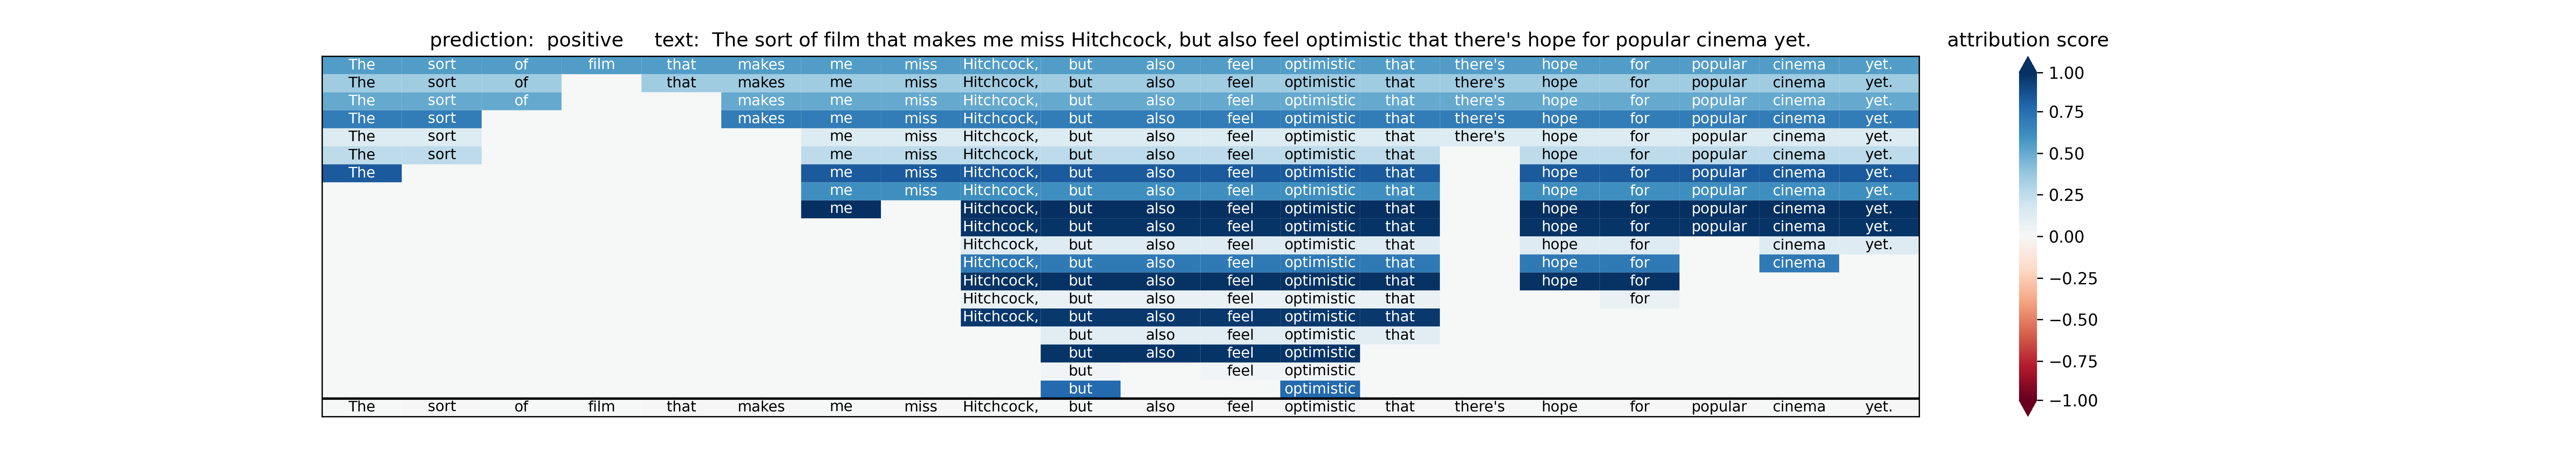 prediction:  positive     text:  The sort of film that makes me miss Hitchcock, but also feel optimistic that there's hope for popular cinema yet.
attribution score
The sort of film that makes me miss Hitchcock, but also feel optimistic that there's hope for popular cinema yet.
The sort of that makes me miss Hitchcock, but also feel optimistic that there's hope for popular cinema yet.
The sort of makes me miss Hitchcock, but also feel optimistic that there's hope for popular cinema yet.
The sort makes me miss Hitchcock, but also feel optimistic that there's hope for popular cinema yet.
The sort me miss Hitchcock, but also feel optimistic that there's hope for popular cinema yet.
The sort me miss Hitchcock, but also feel optimistic that hope for popular cinema yet.
The me miss Hitchcock, but also feel optimistic that hope for popular cinema yet.
me miss Hitchcock, but also feel optimistic that hope for popular cinema yet.
me Hitchcock, but also feel optimistic that hope for popular cinema yet.
Hitchcock, but also feel optimistic that hope for popular cinema yet.
Hitchcock, but also feel optimistic that hope for cinema yet.
Hitchcock, but also feel optimistic that hope for cinema
Hitchcock, but also feel optimistic that hope for
Hitchcock, but also feel optimistic that for
Hitchcock, but also feel optimistic that
but also feel optimistic that
but also feel optimistic
but feel optimistic
but optimistic
The sort of film that makes me miss Hitchcock, but also feel optimistic that there's hope for popular cinema yet.
1.00
0.75
0.50
0.25
0.00
−0.25
−0.50
−0.75
−1.00